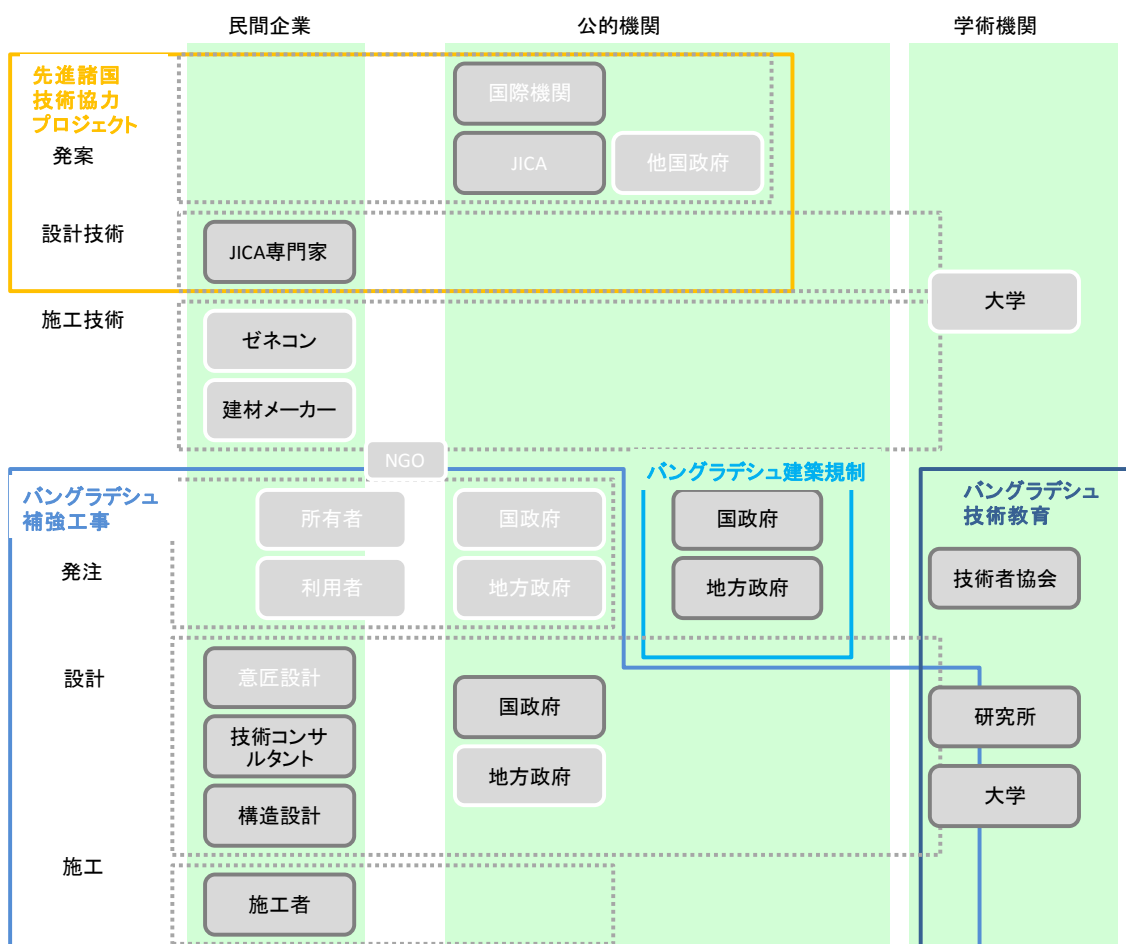 民間企業
公的機関
学術機関
先進諸国
技術協力
プロジェクト
発案
国際機関
JICA
他国政府
設計技術
JICA専門家
大学
施工技術
ゼネコン
建材メーカー
NGO
バングラデシュ
補強工事
バングラデシュ建築規制
バングラデシュ
技術教育
所有者
国政府
国政府
発注
利用者
地方政府
地方政府
技術者協会
設計
意匠設計
国政府
研究所
技術コンサ
ルタント
地方政府
大学
構造設計
施工
施工者